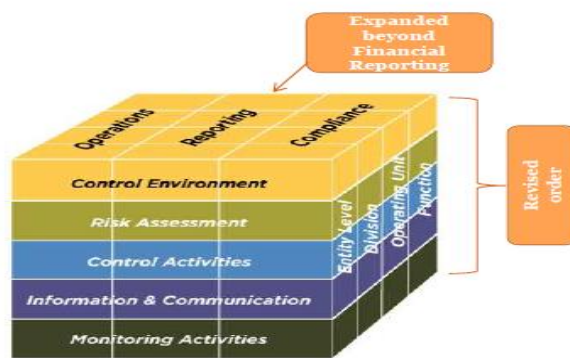 Expanded
beyond
Financial
Reporting
Operations
Reporting
Compliance
Control Environment
Risk Assessment
Control Activities
Information & Communication
Monitoring Activities
Entity Level
Division
Operating Unit
Function
Revised
order